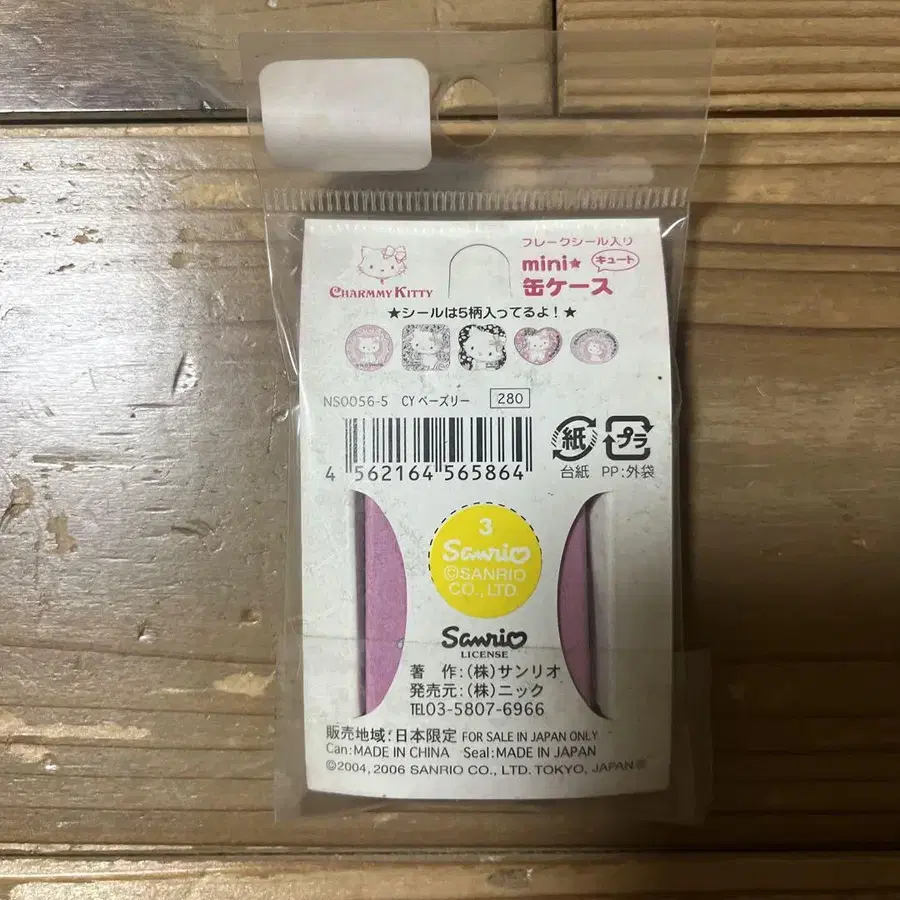 フレークシール入り
mini★ キュート
缶ケース
CHARMMY KITTY
★シールは5柄入ってるよ！★
NS0056-5 CY ペーズリー 280
4 562164 565864
紙 プラ
台紙 PP:外袋
3
Sanrio
©SANRIO
CO.,LTD.
Sanrio
LICENSE
著 作:(株)サンリオ
発売元:(株)ニック
TEL03-5807-6966
販売地域:日本限定 FOR SALE IN JAPAN ONLY
Can:MADE IN CHINA Seal:MADE IN JAPAN
©2004, 2006 SANRIO CO., LTD. TOKYO, JAPAN®